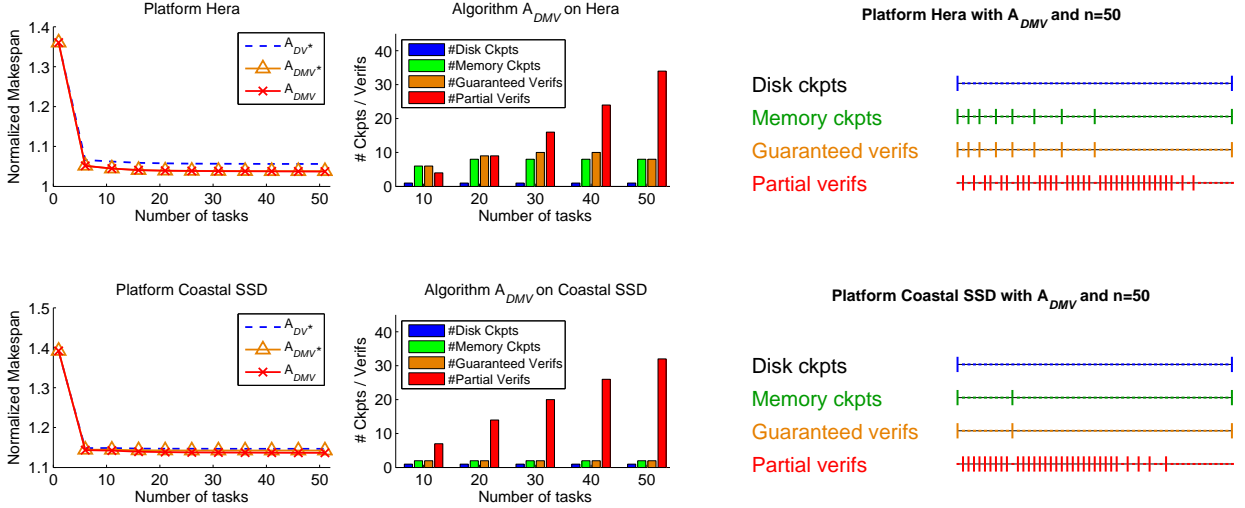 Platform Hera
1.4
1.3
1.2
1.1
1
Normalized Makespan
0 10 20 30 40 50
Number of tasks
A_DV*
A_DMV*
A_DMV
Algorithm A_DMV on Hera
40
30
20
10
0
# Ckpts / Verifs
10 20 30 40 50
Number of tasks
#Disk Ckpts
#Memory Ckpts
#Guaranteed Verifs
#Partial Verifs
Platform Hera with A_DMV and n=50
Disk ckpts
Memory ckpts
Guaranteed verifs
Partial verifs
Platform Coastal SSD
1.5
1.4
1.3
1.2
1.1
Normalized Makespan
0 10 20 30 40 50
Number of tasks
A_DV*
A_DMV*
A_DMV
Algorithm A_DMV on Coastal SSD
40
30
20
10
0
# Ckpts / Verifs
10 20 30 40 50
Number of tasks
#Disk Ckpts
#Memory Ckpts
#Guaranteed Verifs
#Partial Verifs
Platform Coastal SSD with A_DMV and n=50
Disk ckpts
Memory ckpts
Guaranteed verifs
Partial verifs